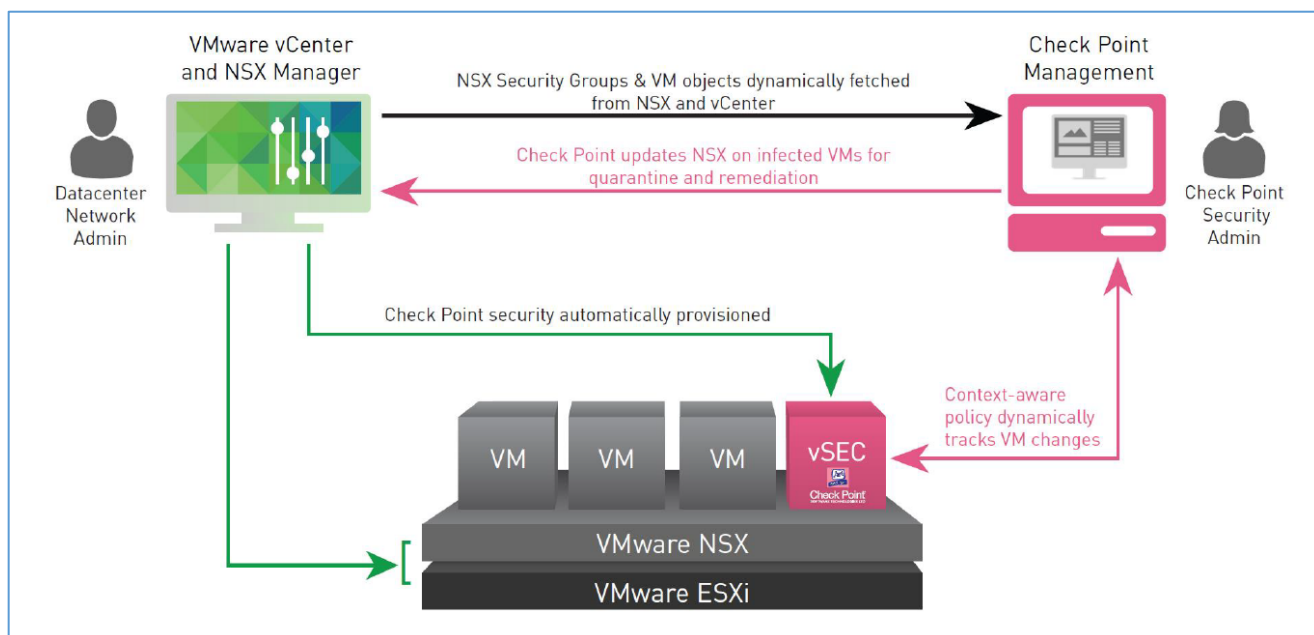 VMware vCenter
and NSX Manager
Check Point
Management
NSX Security Groups & VM objects dynamically fetched
from NSX and vCenter
Check Point updates NSX on infected VMs for
quarantine and remediation
Datacenter
Network
Admin
Check Point
Security
Admin
Check Point security automatically provisioned
Context-aware
policy dynamically
tracks VM changes
VM
VM
VM
vSEC
Check Point
SOFTWARE TECHNOLOGIES LTD
VMware NSX
VMware ESXi